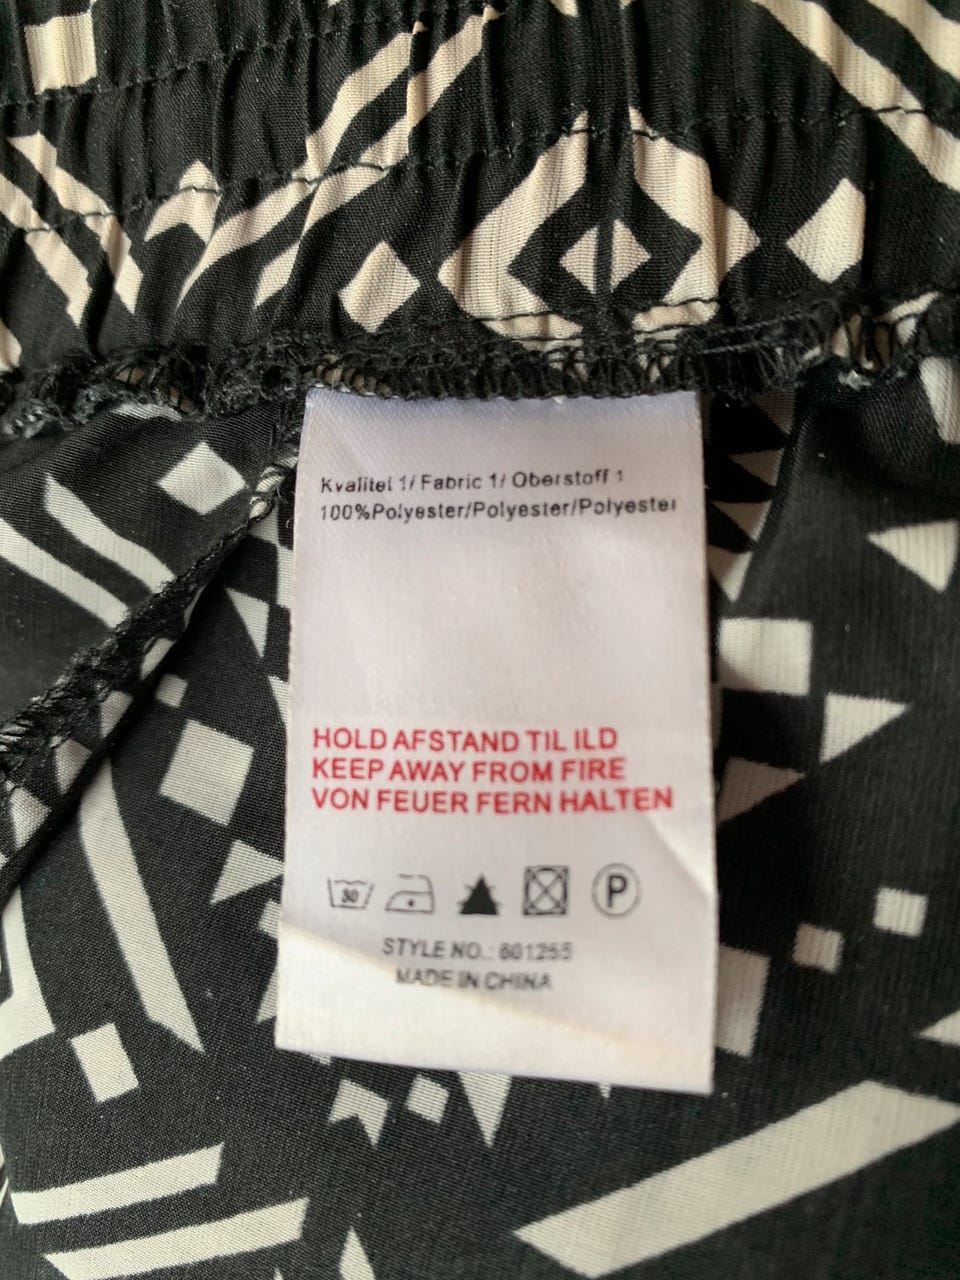 Kvalitet 1/ Fabric 1/ Oberstoff 1
100%Polyester/Polyester/Polyester
HOLD AFSTAND TIL ILD
KEEP AWAY FROM FIRE
VON FEUER FERN HALTEN
30 P
STYLE NO.: 601255
MADE IN CHINA